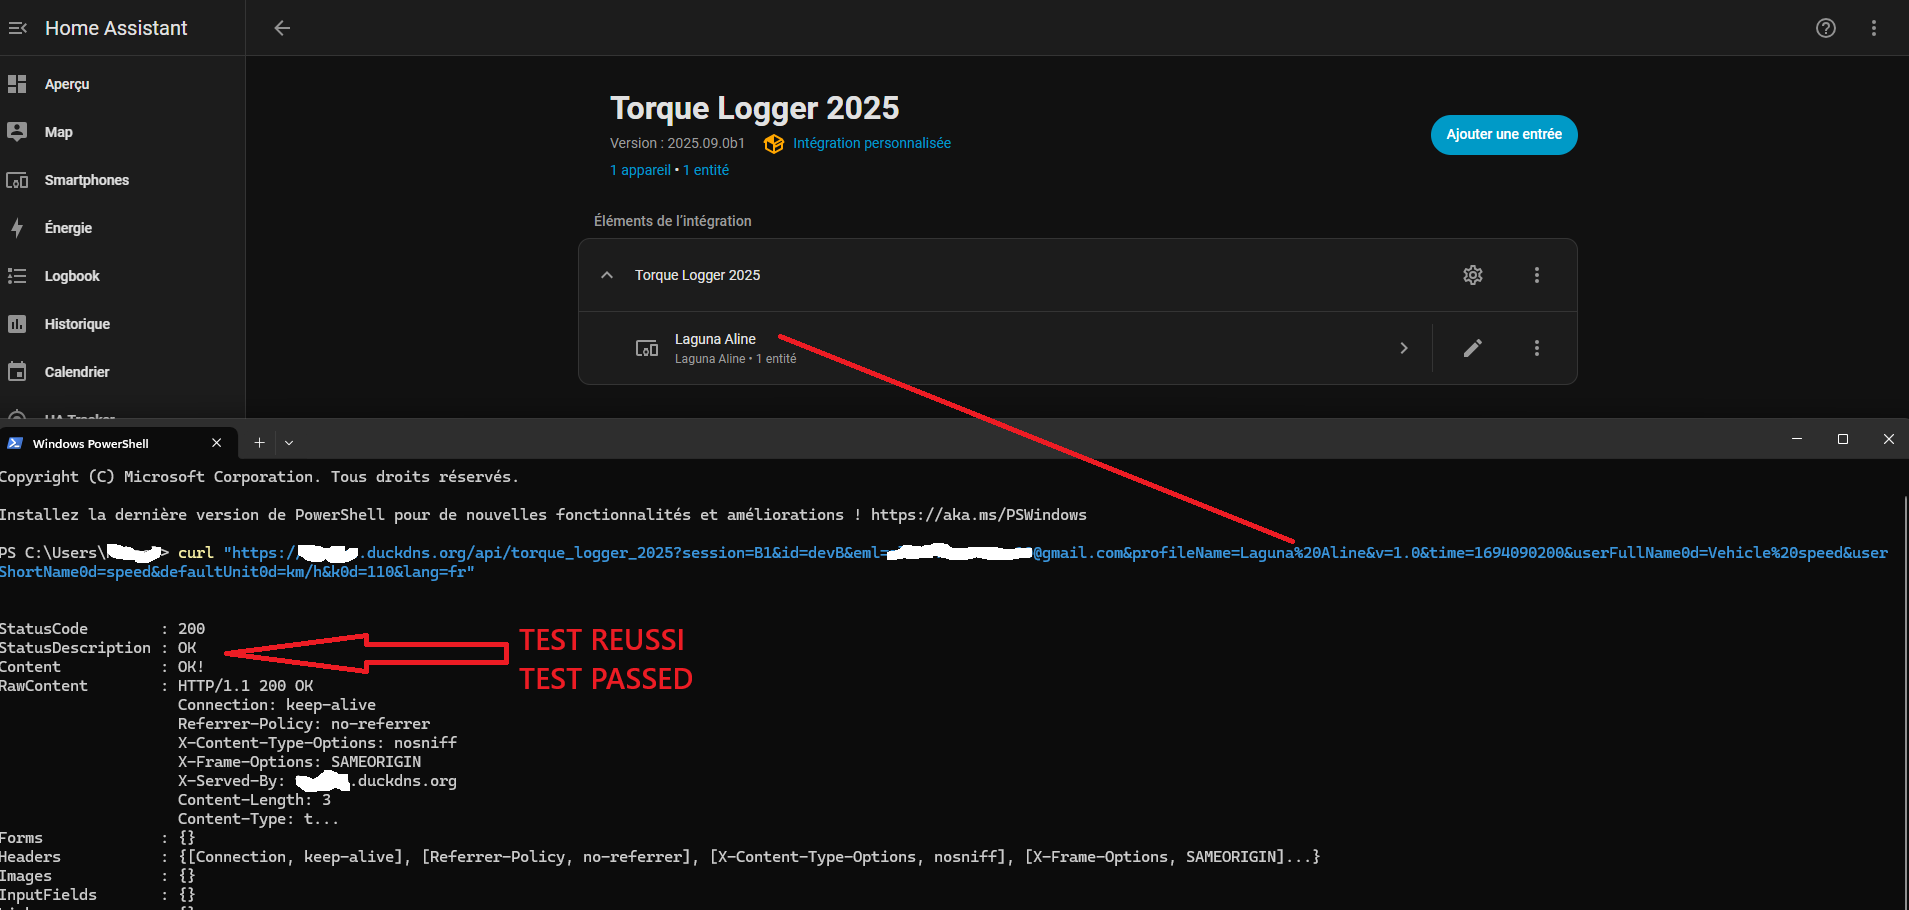 Home Assistant
Aperçu
Map
Smartphones
Énergie
Logbook
Historique
Calendrier
Torque Logger 2025
Version : 2025.09.0b1 Intégration personnalisée
1 appareil • 1 entité
Ajouter une entrée
Éléments de l’intégration
Torque Logger 2025
Laguna Aline
Laguna Aline • 1 entité
Windows PowerShell
Copyright (C) Microsoft Corporation. Tous droits réservés.
Installez la dernière version de PowerShell pour de nouvelles fonctionnalités et améliorations ! https://aka.ms/PSWindows
PS C:\Users\ > curl "https:/ .duckdns.org/api/torque_logger_2025?session=B1&id=devB&eml= @gmail.com&profileName=Laguna%20Aline&v=1.0&time=1694090200&userFullName0d=Vehicle%20speed&user
ShortName0d=speed&defaultUnit0d=km/h&k0d=110&lang=fr"
StatusCode : 200
StatusDescription : OK
Content : OK!
RawContent : HTTP/1.1 200 OK
Connection: keep-alive
Referrer-Policy: no-referrer
X-Content-Type-Options: nosniff
X-Frame-Options: SAMEORIGIN
X-Served-By: .duckdns.org
Content-Length: 3
Content-Type: t...
Forms : {}
Headers : {[Connection, keep-alive], [Referrer-Policy, no-referrer], [X-Content-Type-Options, nosniff], [X-Frame-Options, SAMEORIGIN]...}
Images : {}
InputFields : {}
TEST REUSSI
TEST PASSED